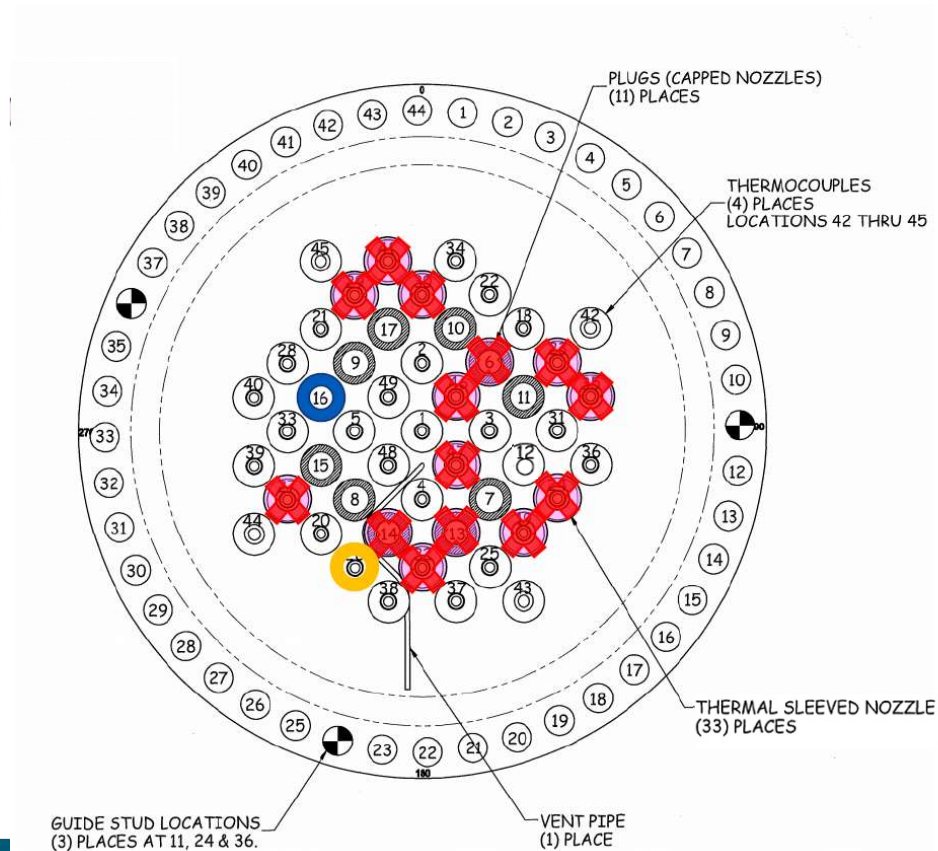 PLUGS (CAPPED NOZZLES)
(11) PLACES
THERMOCOUPLES
(4) PLACES
LOCATIONS 42 THRU 45
0
44 1 2 3 4 5 6 7 8 9 10
12 13 14 15 16 17 18 19 20 21 22 23
25 26 27 28 29 30 31 32 33 34 35
37 38 39 40 41 42 43
180
45 34
22
21 17 10 18 42
28 9 2 6
40 16 49 11
33 5 1 3 31
39 15 48 12 36
8 4 7
44 20 14 13
25
38 37 43
THERMAL SLEEVED NOZZLE
(33) PLACES
GUIDE STUD LOCATIONS
(3) PLACES AT 11, 24 & 36.
VENT PIPE
(1) PLACE